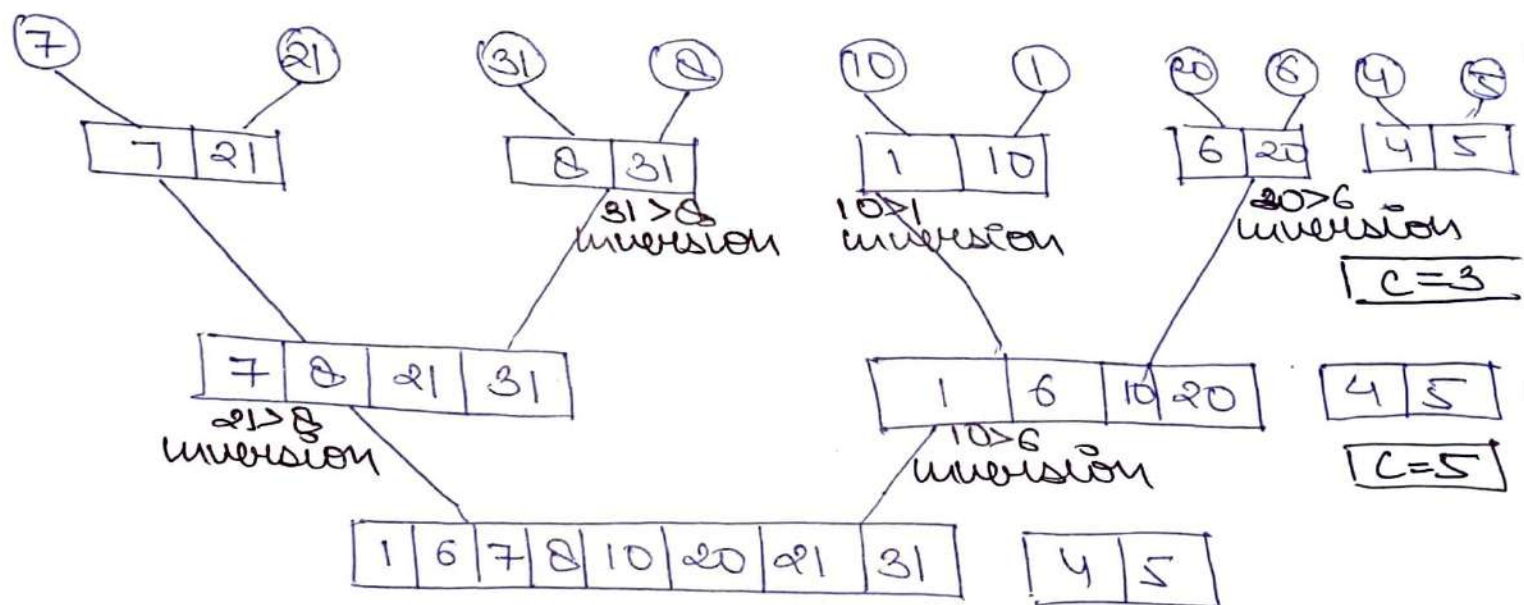 7 21 31 8 10 1 20 6 4 5
7 21 8 31 1 10 6 20 4 5
31>8 10>1 20>6
inversion inversion inversion
C=3
7 8 21 31 1 6 10 20 4 5
21>8 10>6
inversion inversion
C=5
1 6 7 8 10 20 21 31 4 5